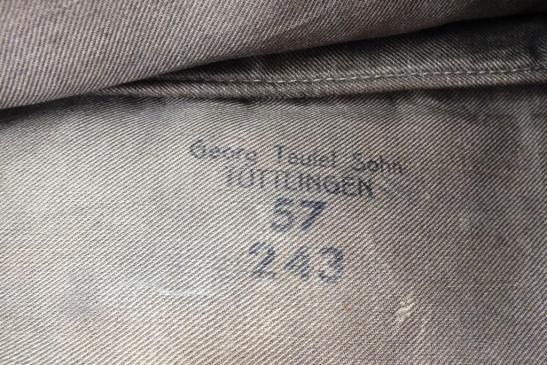 Georg Teufel Sohn
TUTTLINGEN
57
243